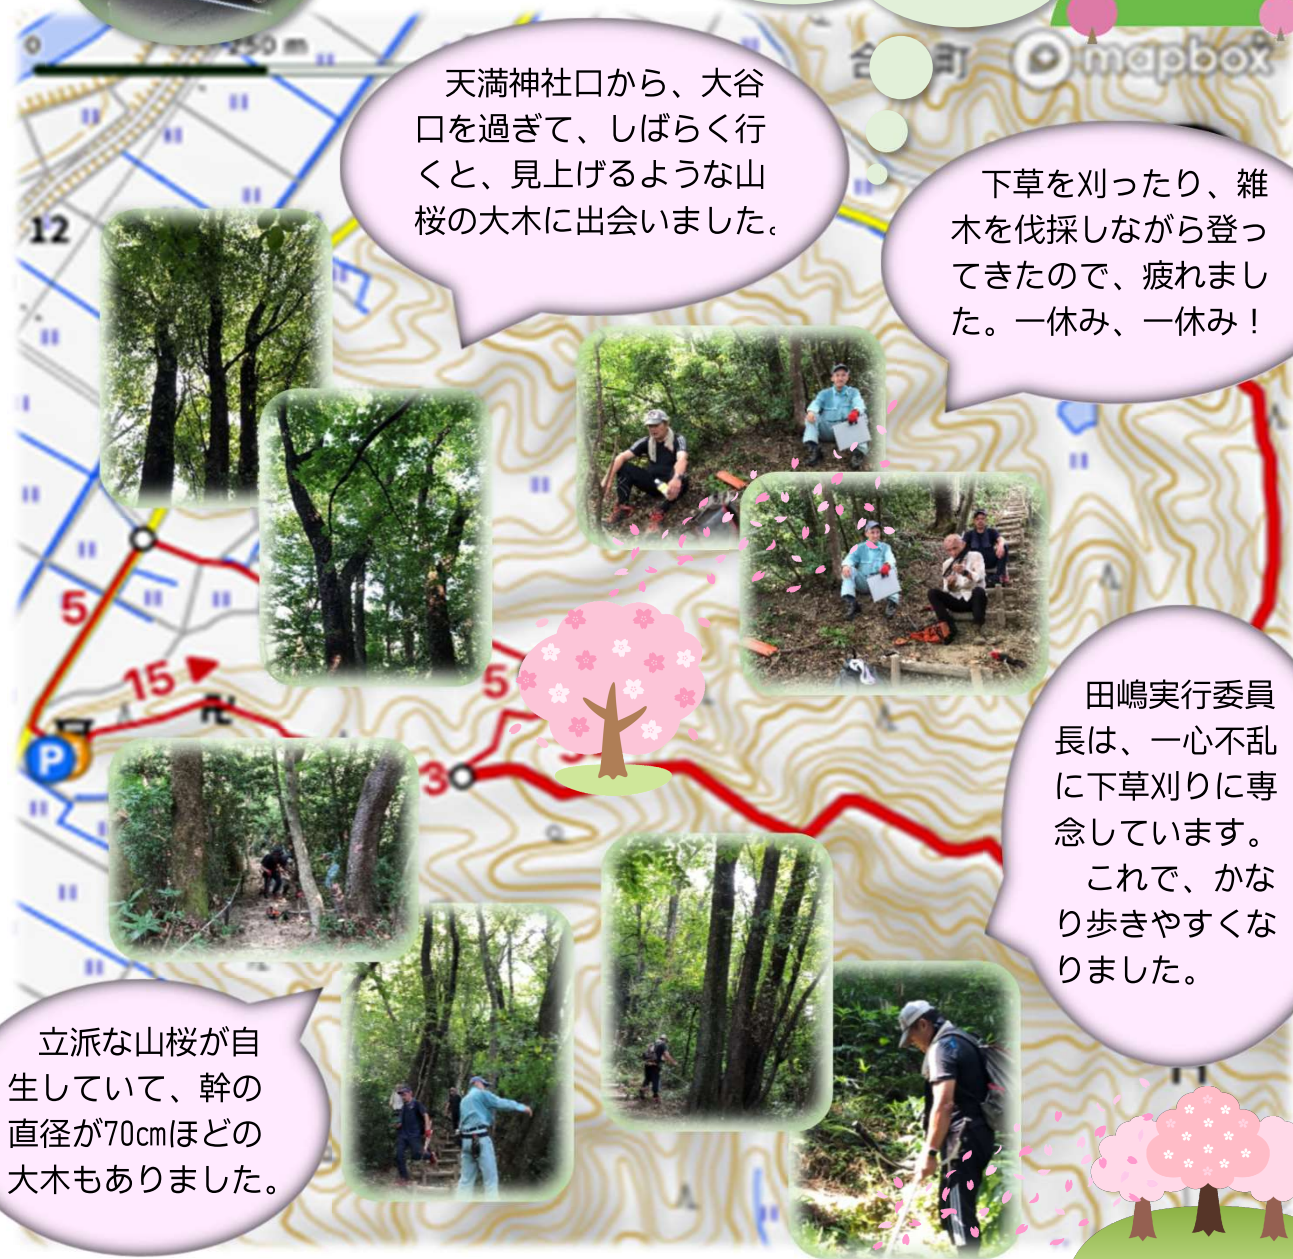 0
250 m
mapbox
天満神社口から、大谷
口を過ぎて、しばらく行
くと、見上げるような山
桜の大木に出会いました。
下草を刈ったり、雑
木を伐採しながら登っ
てきたので、疲れまし
た。一休み、一休み！
12
5
15
5
3
P
田嶋実行委員
長は、一心不乱
に下草刈りに専
念しています。
これで、かな
り歩きやすくな
りました。
立派な山桜が自
生していて、幹の
直径が70㎝ほどの
大木もありました。